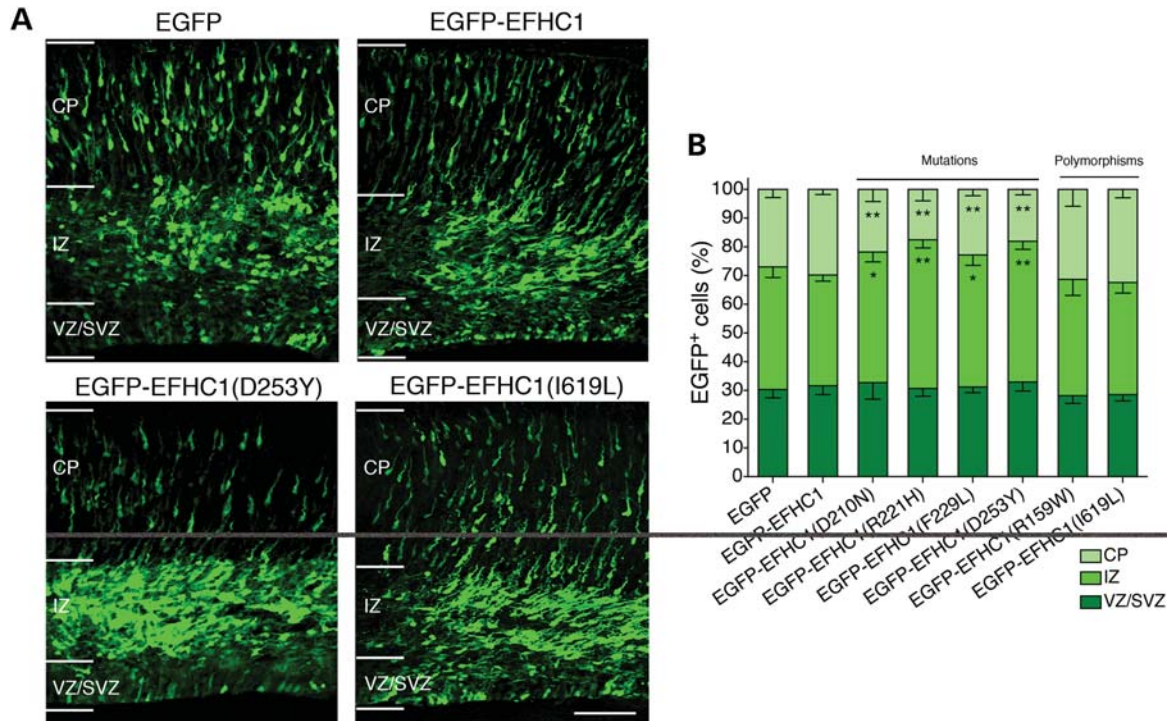 A
EGFP
EGFP-EFHC1
CP
IZ
VZ/SVZ
EGFP-EFHC1(D253Y)
EGFP-EFHC1(I619L)
CP
IZ
VZ/SVZ
CP
IZ
VZ/SVZ
CP
IZ
VZ/SVZ
B
Mutations
Polymorphisms
EGFP+ cells (%)
100
90
80
70
60
50
40
30
20
10
0
** ** ** **
* ** * **
EGFP
EGFP-EFHC1
EGFP-EFHC1(D210N)
EGFP-EFHC1(R221H)
EGFP-EFHC1(F229L)
EGFP-EFHC1(D253Y)
EGFP-EFHC1(R159W)
EGFP-EFHC1(I619L)
CP
IZ
VZ/SVZ